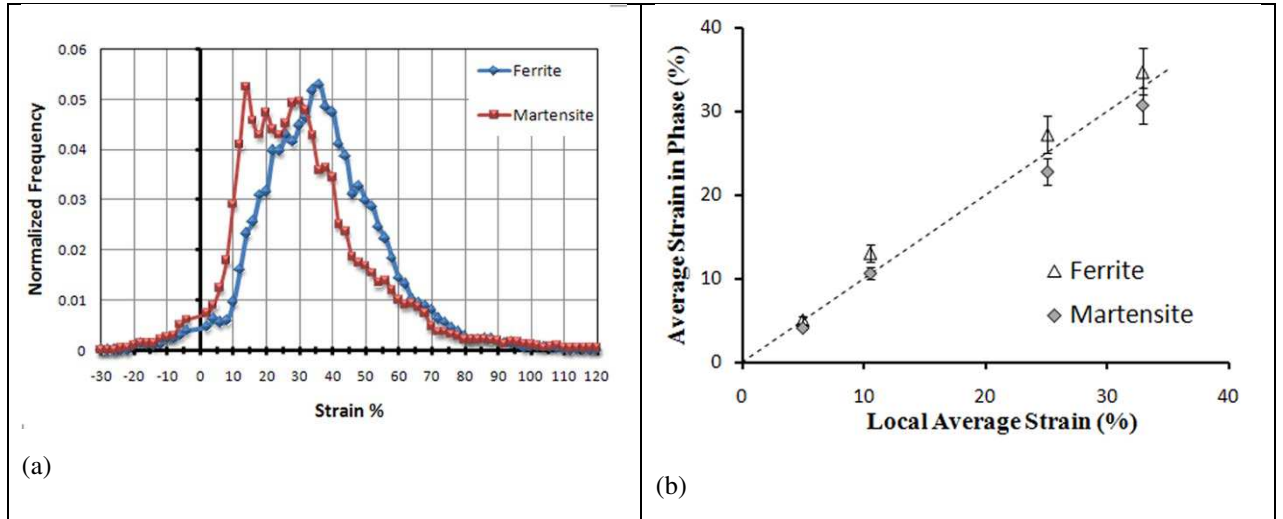 0.06
0.05
0.04
0.03
0.02
0.01
0
Normalized Frequency
Ferrite
Martensite
-30 -20 -10 0 10 20 30 40 50 60 70 80 90 100 110 120
Strain %
(a)
40
30
20
10
0
Average Strain in Phase (%)
Ferrite
Martensite
0 10 20 30 40
Local Average Strain (%)
(b)